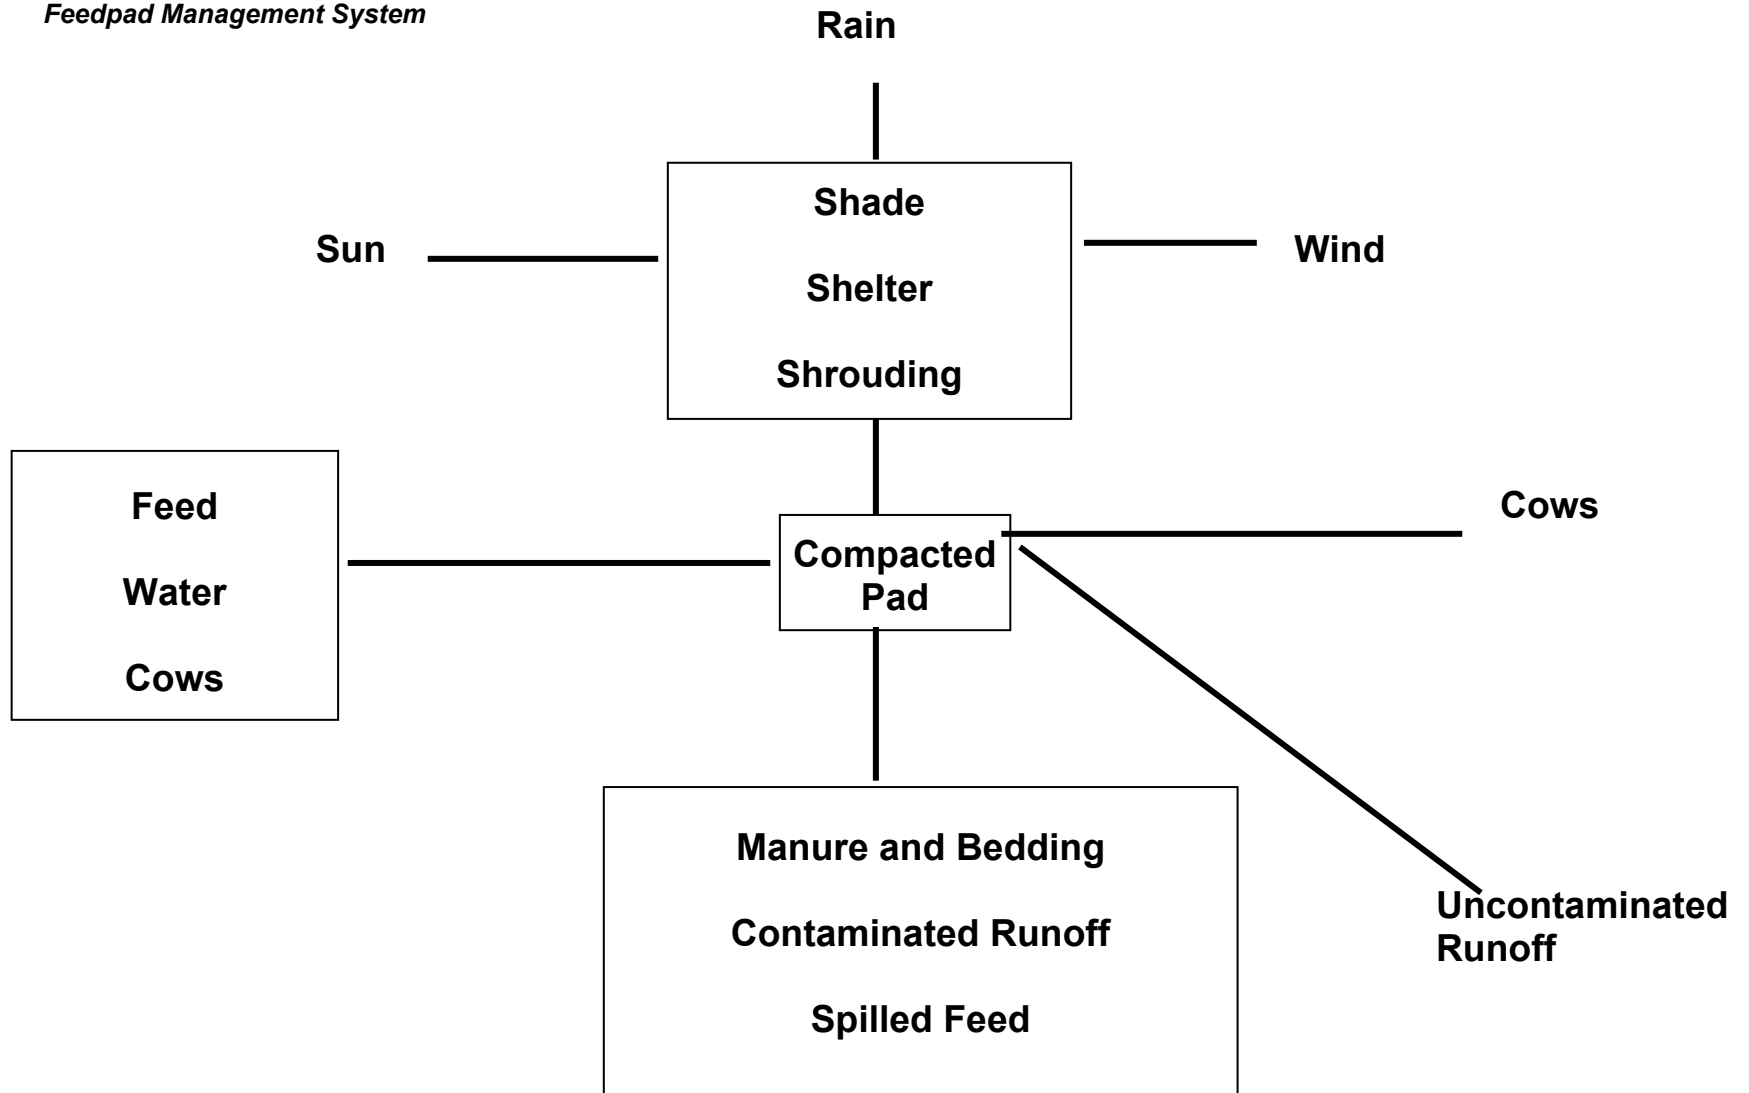 Feedpad Management System
Rain
Shade
Sun
Wind
Shelter
Shrouding
Feed
Water
Cows
Compacted
Pad
Cows
Manure and Bedding
Contaminated Runoff
Spilled Feed
Uncontaminated
Runoff